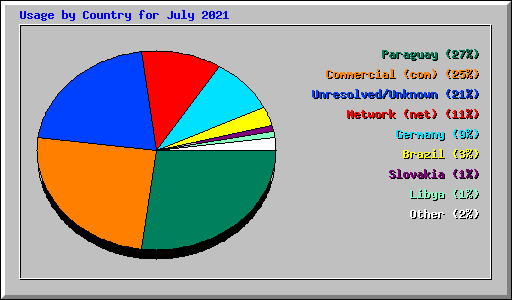 Usage by Country for July 2021
Paraguay (27%)
Commercial (com) (25%)
Unresolved/Unknown (21%)
Network (net) (11%)
Germany (9%)
Brazil (3%)
Slovakia (1%)
Libya (1%)
Other (2%)